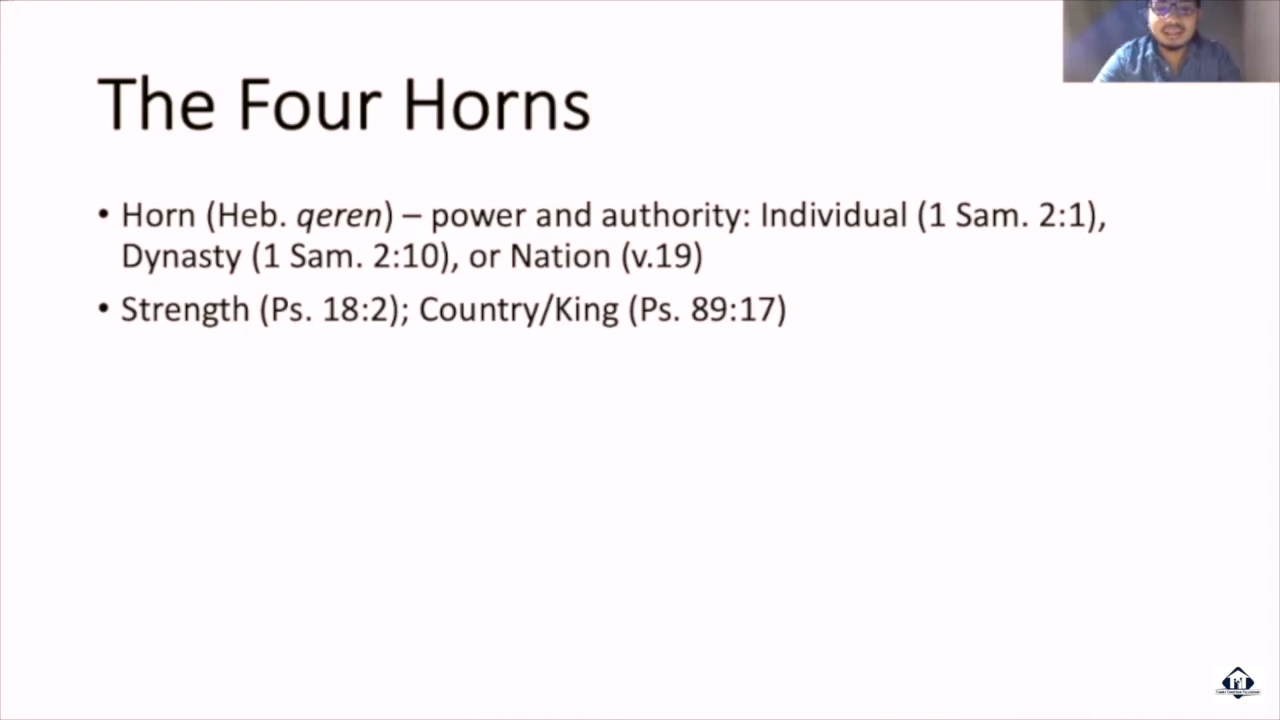 The Four Horns
• Horn (Heb. qeren) – power and authority: Individual (1 Sam. 2:1),
Dynasty (1 Sam. 2:10), or Nation (v.19)
• Strength (Ps. 18:2); Country/King (Ps. 89:17)